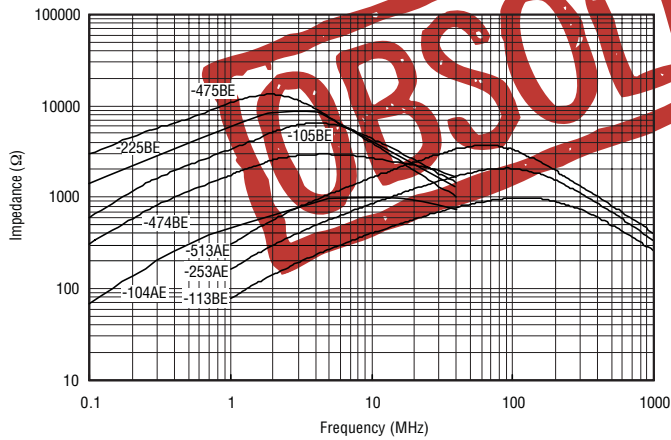 100000
10000
1000
100
10
Impedance (Ω)
-475BE
-225BE
-105BE
-474BE
-513AE
-253AE
-104AE
-113BE
0.1
1
10
100
1000
Frequency (MHz)
OBSOL